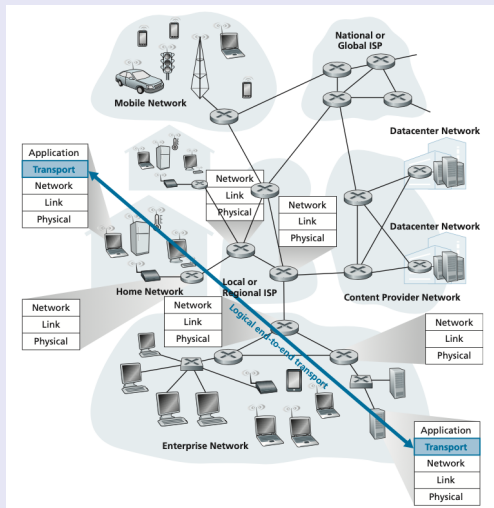 National or
Global ISP
Mobile Network
Datacenter Network
Application
Transport
Network
Link
Physical
Network
Link
Physical
Network
Link
Physical
Datacenter Network
Home Network
Local or
Regional ISP
Content Provider Network
Network
Link
Physical
Network
Link
Physical
Logical end-to-end transport
Network
Link
Physical
Enterprise Network
Application
Transport
Network
Link
Physical